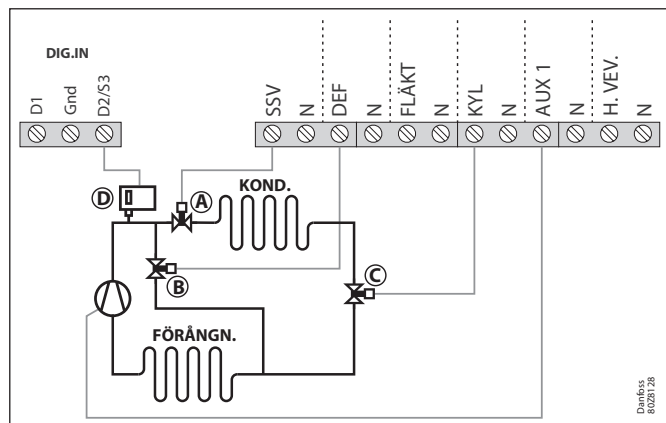 DIG.IN
D1
Gnd
D2/S3
SSV
N
DEF
N
FLÄKT
N
KYL
N
AUX 1
N
H. VEV.
N
D
A
KOND.
B
C
FÖRÅNGN.
Danfoss
80Z8128